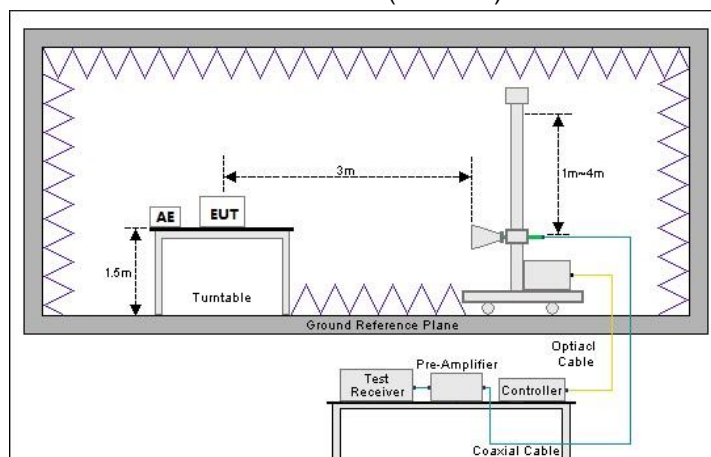 3m
1m~4m
AE
EUT
1.5m
Turntable
Ground Reference Plane
Optiacl
Cable
Pre-Amplifier
Test
Receiver
Controller
Coaxial Cable